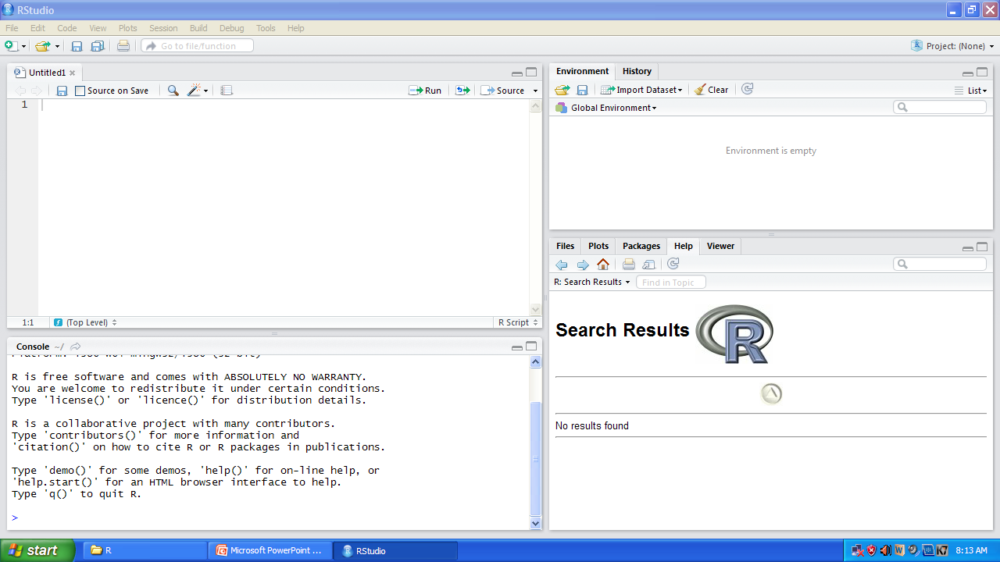 RStudio
File Edit Code View Plots Session Build Debug Tools Help
Go to file/function
Project: (None)
Untitled1
Source on Save
Run
Source
1
1:1
(Top Level)
R Script
Console ~/
R is free software and comes with ABSOLUTELY NO WARRANTY.
You are welcome to redistribute it under certain conditions.
Type 'license()' or 'licence()' for distribution details.
R is a collaborative project with many contributors.
Type 'contributors()' for more information and
'citation()' on how to cite R or R packages in publications.
Type 'demo()' for some demos, 'help()' for on-line help, or
'help.start()' for an HTML browser interface to help.
Type 'q()' to quit R.
>
Environment History
Import Dataset
Clear
List
Global Environment
Environment is empty
Files Plots Packages Help Viewer
R: Search Results
Find in Topic
Search Results
R
No results found
start
R
Microsoft PowerPoint ...
RStudio
8:13 AM